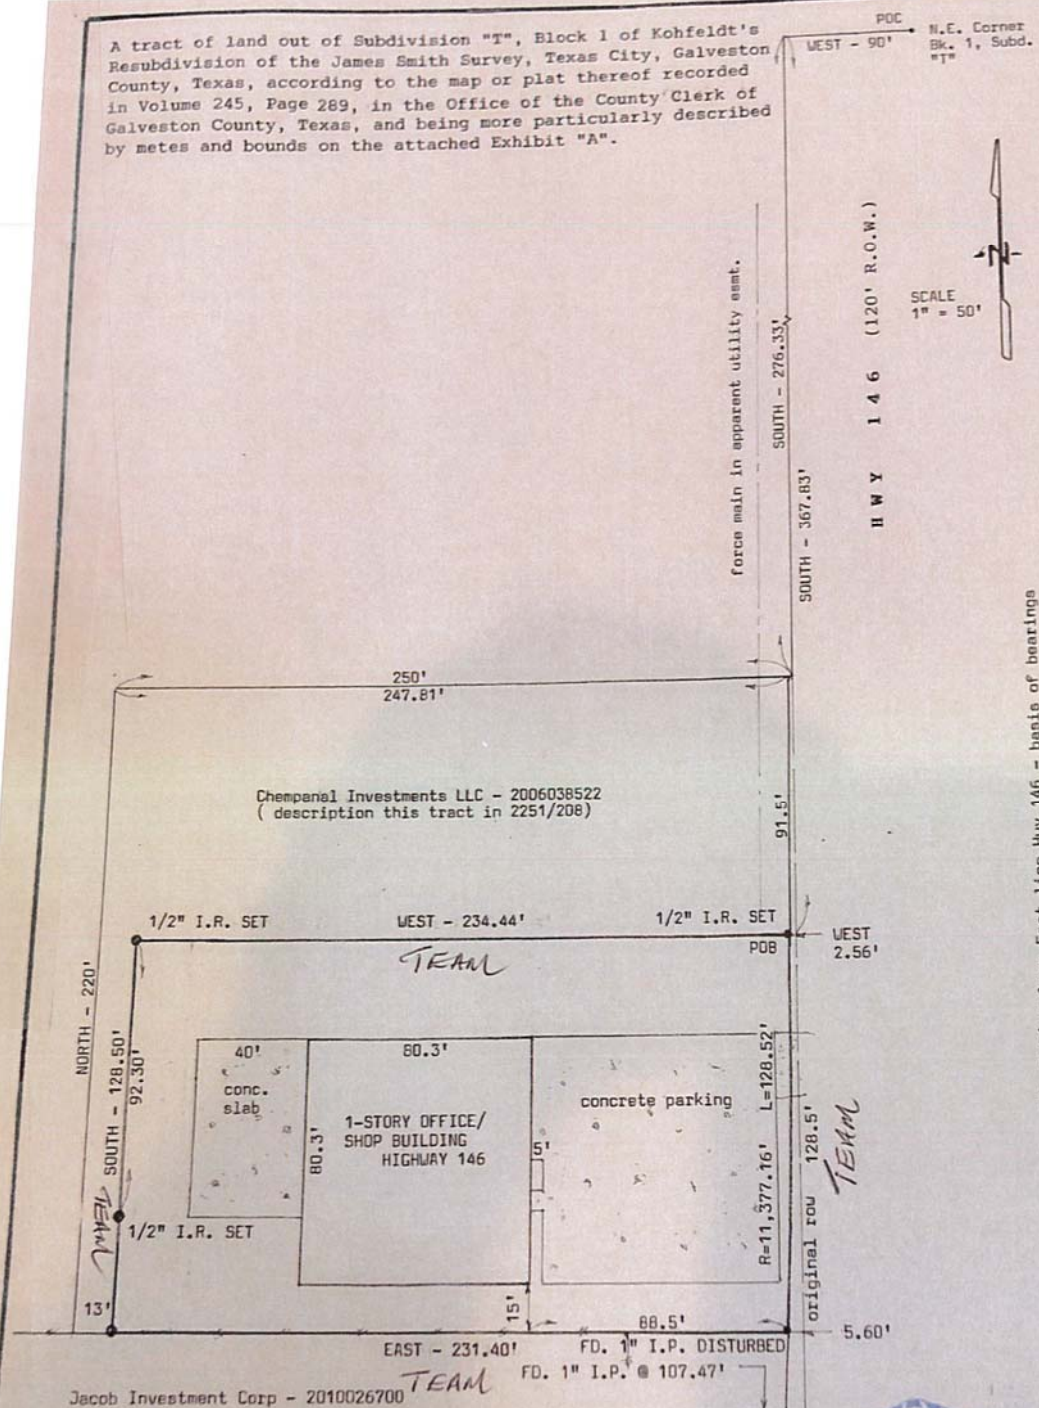 A tract of land out of Subdivision "T", Block 1 of Kohfeldt's
Resubdivision of the James Smith Survey, Texas City, Galveston
County, Texas, according to the map or plat thereof recorded
in Volume 245, Page 289, in the Office of the County Clerk of
Galveston County, Texas, and being more particularly described
by metes and bounds on the attached Exhibit "A".
POC
WEST - 90'
N.E. Corner
Bk. 1, Subd.
"T"
N
SCALE
1" = 50'
HWY 146 (120' R.O.W.)
force main in apparent utility esmt.
SOUTH - 276.33'
SOUTH - 367.83'
basis of bearings
250'
247.81'
Chempanal Investments LLC - 2006038522
( description this tract in 2251/208)
91.5'
1/2" I.R. SET
WEST - 234.44'
1/2" I.R. SET
TEAM
POB
WEST
2.56'
NORTH - 220'
SOUTH - 128.50'
92.30'
40'
conc.
slab
80.3'
80.3'
1-STORY OFFICE/
SHOP BUILDING
HIGHWAY 146
5'
concrete parking
R=11,377.16' L=128.52'
original row 128.5'
TEAM
TEAM
1/2" I.R. SET
13'
15'
88.5'
5.60'
EAST - 231.40'
FD. 1" I.P. DISTURBED
FD. 1" I.P. @ 107.47'
TEAM
Jacob Investment Corp - 2010026700